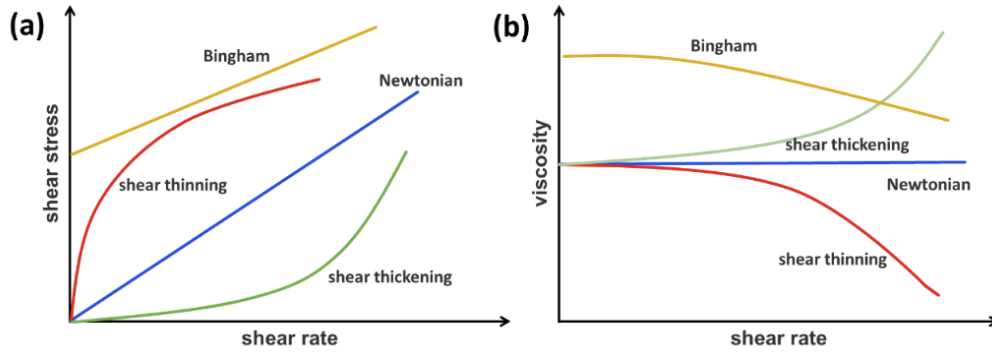 (a)
Bingham
Newtonian
shear thinning
shear thickening
shear stress
shear rate
(b)
Bingham
shear thickening
Newtonian
shear thinning
viscosity
shear rate